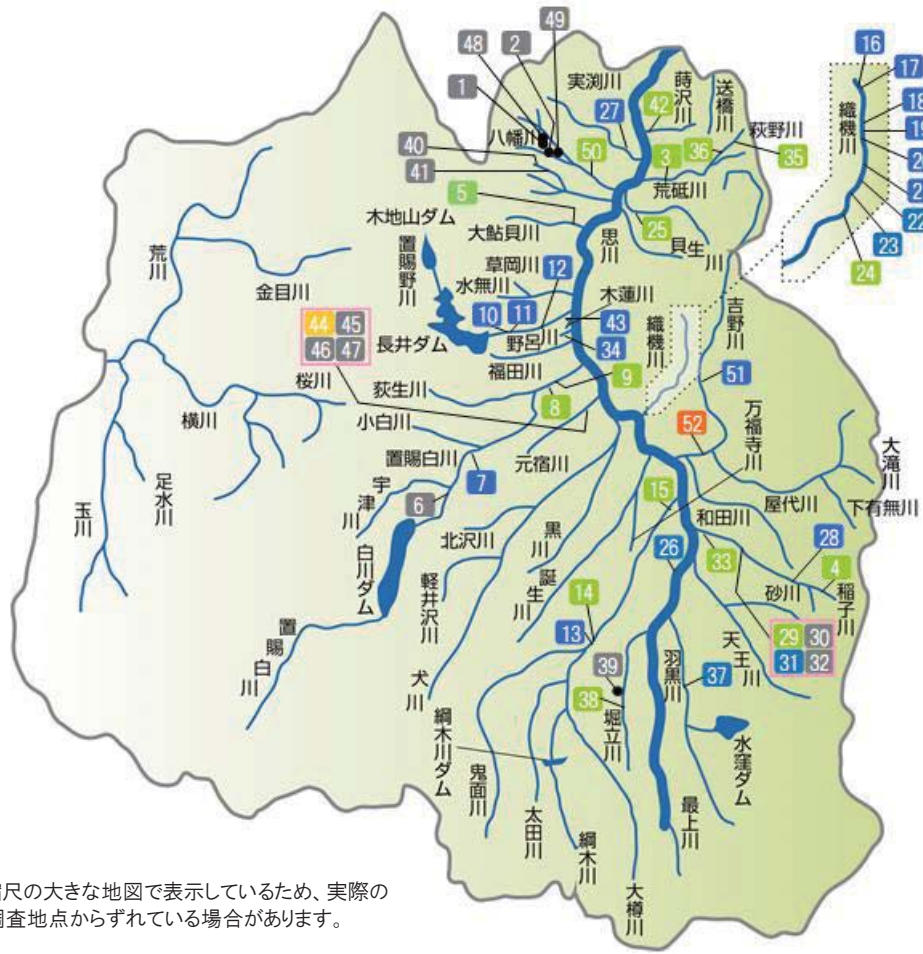 49
48
2
1
実渕川
蒔沢川
送橋川
27
42
16
17
八幡川
萩野川
18
織機川
19
40
50
36
35
3
41
荒砥川
22
5
23
木地山ダム
大鮎貝川
思川
25
貝生川
24
荒川
置賜野川
草岡川
12
水無川
木蓮川
金目川
吉野川
10
11
43
織機川
44
45
長井ダム
野呂川
34
46
47
福田川
51
桜川
9
荻生川
8
万福寺川
横川
小白川
52
大滝川
置賜白川
元宿川
7
宇津川
6
15
屋代川
下有無川
足水川
和田川
玉川
北沢川
黒川
26
28
白川ダム
33
砂川
4
軽井沢川
誕生川
14
稲子川
置賜白川
13
29
30
天王川
31
32
39
羽黒川
37
犬川
38
堀立川
綱木川ダム
水窪ダム
鬼面川
太田川
最上川
綱木川
大樽川
尺の大きな地図で表示しているため、実際の
査地点からずれている場合があります。